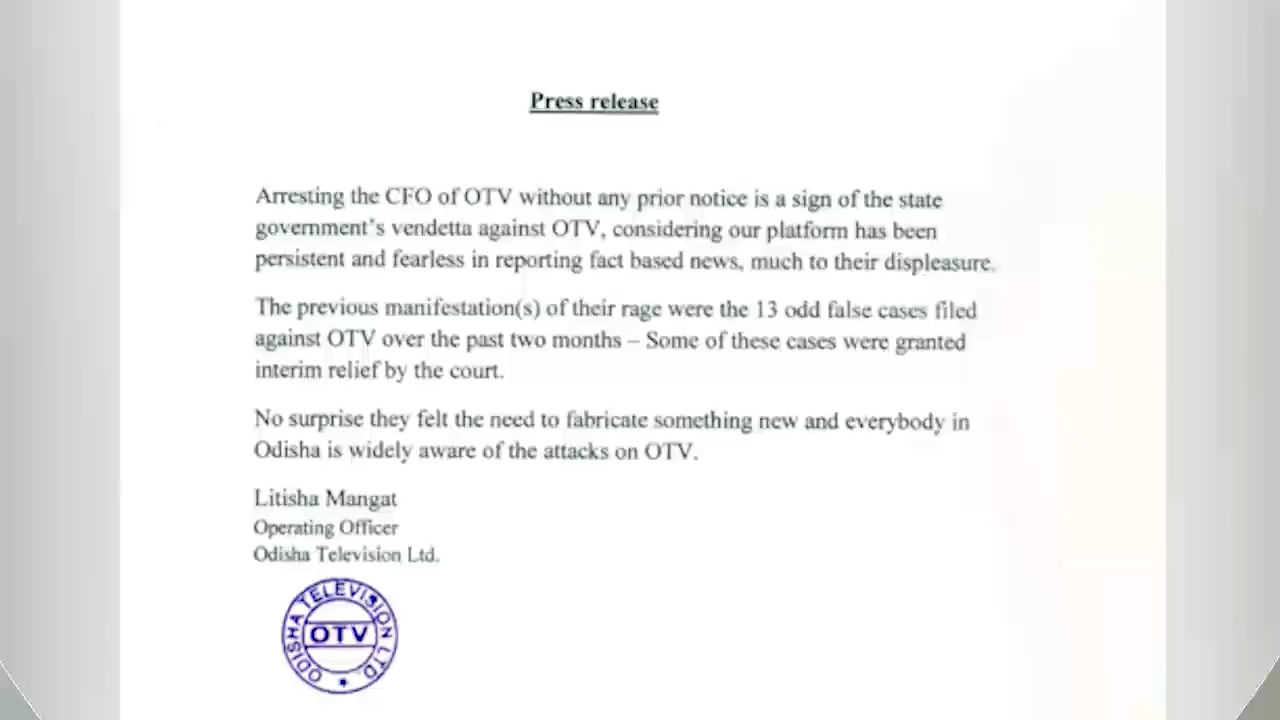 Press release
Arresting the CFO of OTV without any prior notice is a sign of the state
government's vendetta against OTV, considering our platform has been
persistent and fearless in reporting fact based news, much to their displeasure.
The previous manifestation(s) of their rage were the 13 odd false cases filed
against OTV over the past two months – Some of these cases were granted
interim relief by the court.
No surprise they felt the need to fabricate something new and everybody in
Odisha is widely aware of the attacks on OTV.
Litisha Mangat
Operating Officer
Odisha Television Ltd.
ODISHA TELEVISION LTD.
OTV